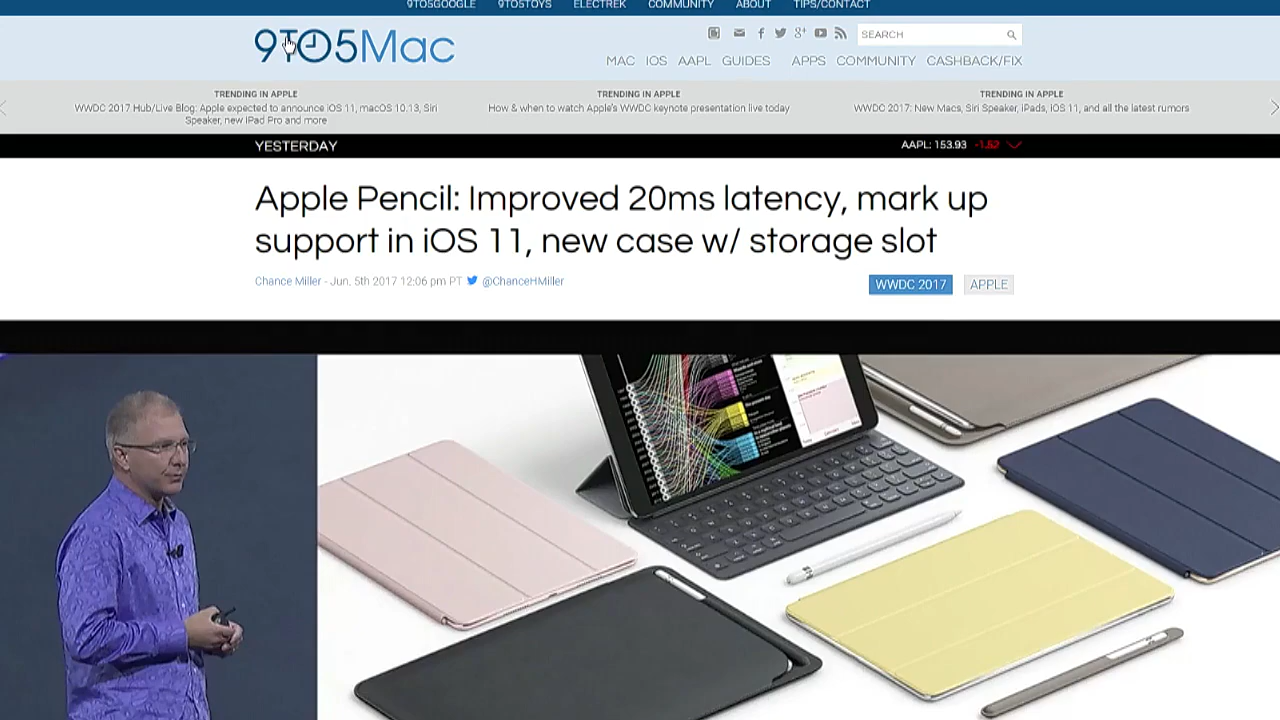 9TO5GOOGLE 9TO5TOYS ELECTREK COMMUNITY ABOUT TIPS/CONTACT
9TO5Mac
SEARCH
MAC IOS AAPL GUIDES APPS COMMUNITY CASHBACK/FIX
TRENDING IN APPLE
WWDC 2017 Hub/Live Blog: Apple expected to announce iOS 11, macOS 10.13, Siri
Speaker, new iPad Pro and more
TRENDING IN APPLE
How & when to watch Apple's WWDC keynote presentation live today
TRENDING IN APPLE
WWDC 2017: New Macs, Siri Speaker, iPads, iOS 11, and all the latest rumors
YESTERDAY
AAPL: 153.93 -1.52
Apple Pencil: Improved 20ms latency, mark up
support in iOS 11, new case w/ storage slot
Chance Miller - Jun. 5th 2017 12:06 pm PT @ChanceHMiller
WWDC 2017 APPLE